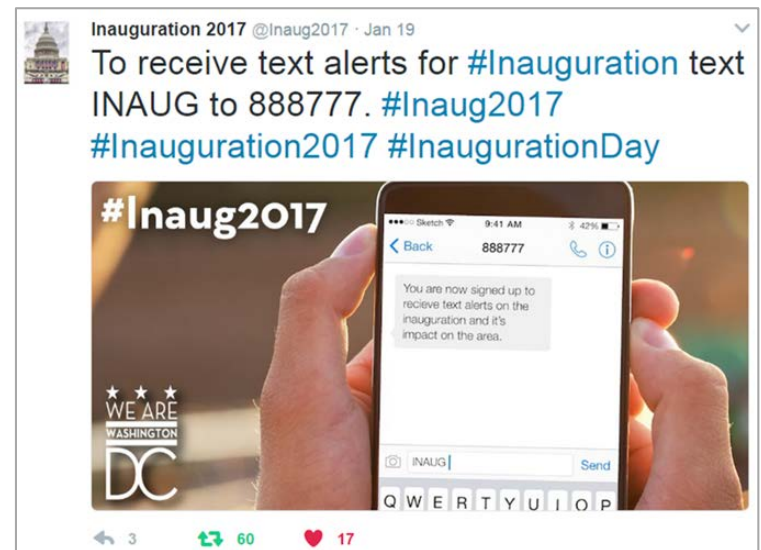 Inauguration 2017 @Inaug2017 · Jan 19
To receive text alerts for #Inauguration text
INAUG to 888777. #Inaug2017
#Inauguration2017 #InaugurationDay
#Inaug2017
Sketch 9:41 AM 42%
Back 888777
You are now signed up to
recieve text alerts on the
inauguration and it's
impact on the area.
WE ARE
WASHINGTON
DC
INAUG Send
Q W E R T Y U I O P
3 60 17